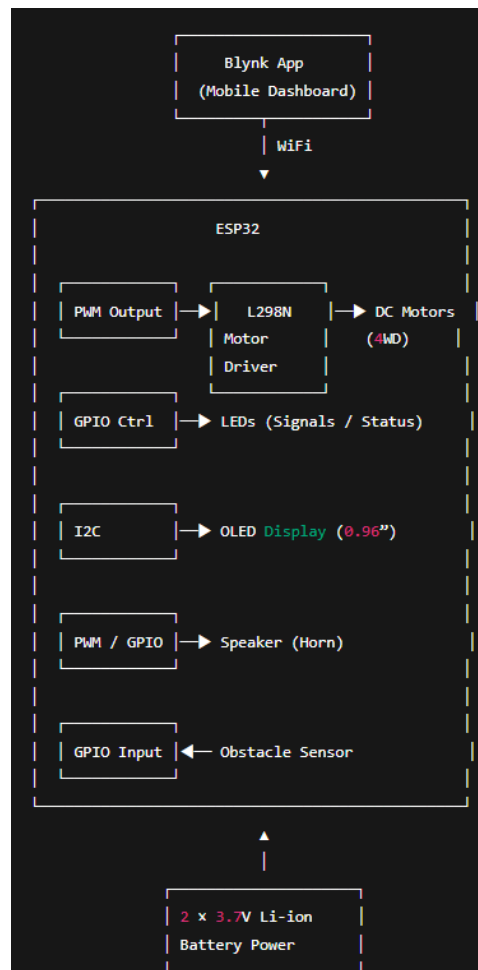 Blynk App
(Mobile Dashboard)
WiFi
ESP32
PWM Output
L298N
Motor
Driver
DC Motors
(4WD)
GPIO Ctrl
LEDs (Signals / Status)
I2C
OLED Display (0.96”)
PWM / GPIO
Speaker (Horn)
GPIO Input
Obstacle Sensor
2 × 3.7V Li-ion
Battery Power